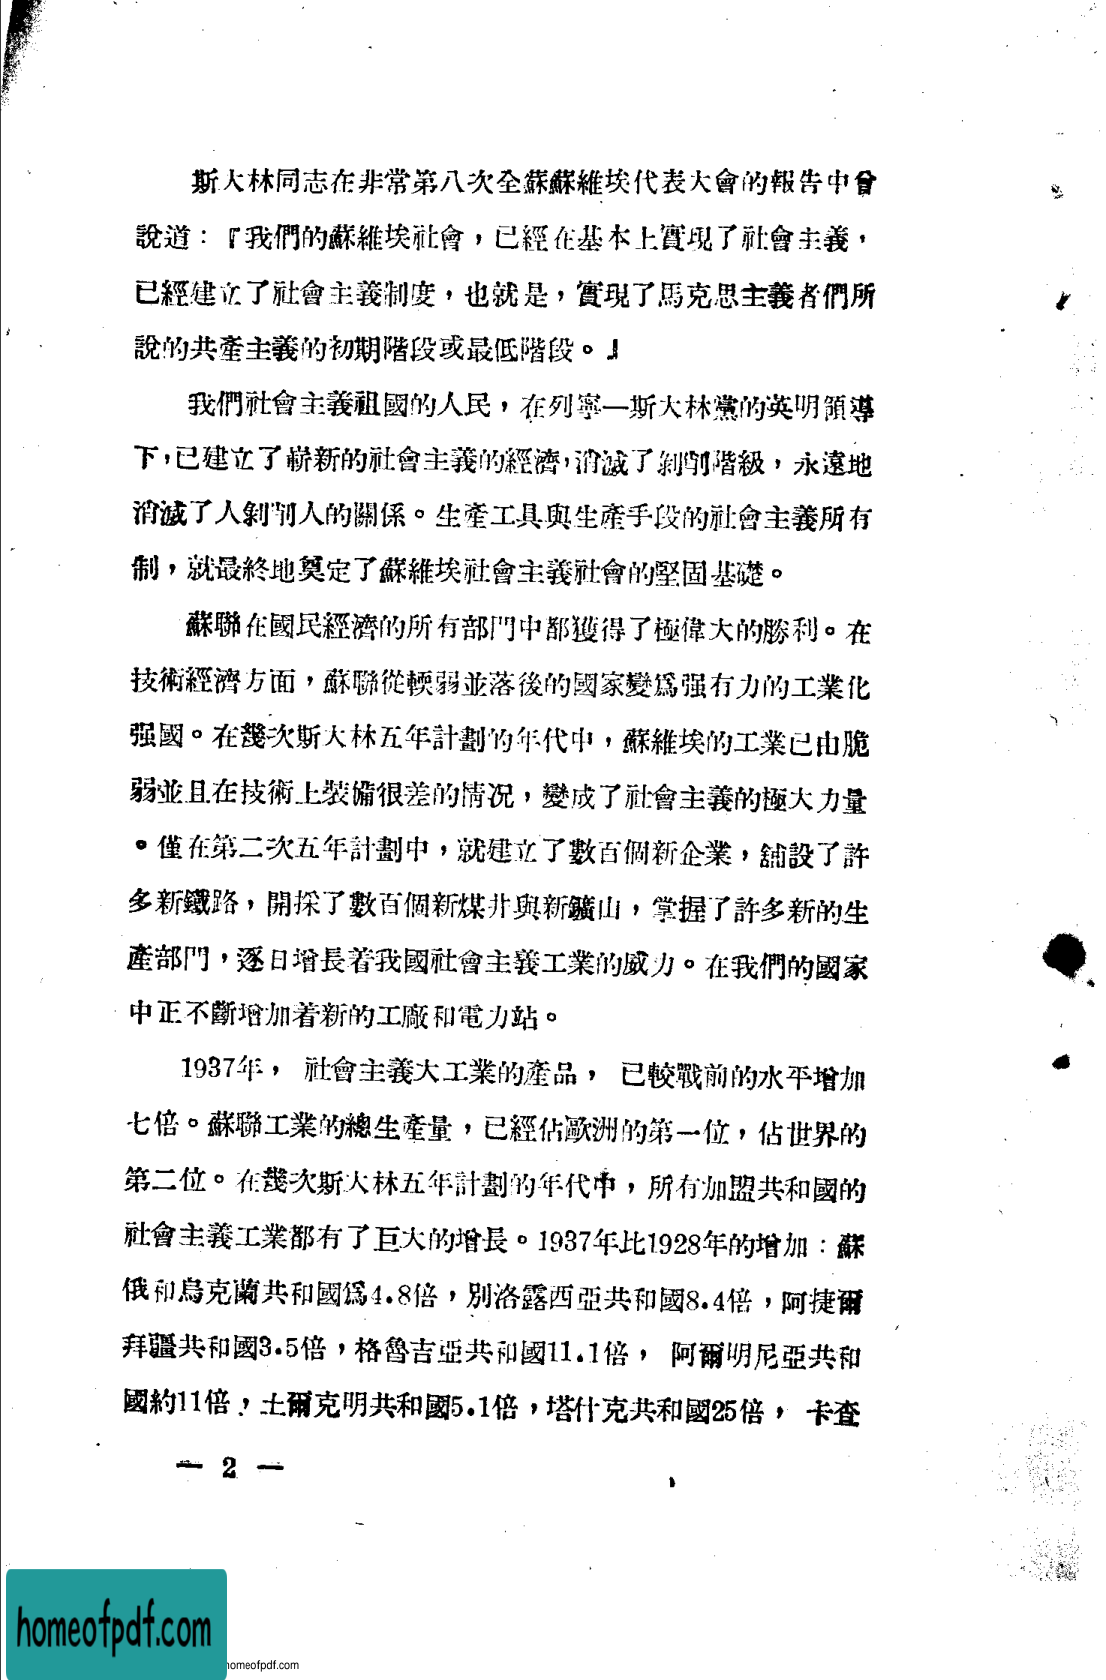 斯大林同志在非常第八次全蘇蘇維埃代表大會的報告中曾
說道：『我們的蘇維埃社會，已經在基本上實現了社會主義，
已經建立了社會主義制度，也就是，實現了馬克思主義者們所
說的共產主義的初期階段或最低階段。』
我們社會主義祖國的人民，在列寧—斯大林黨的英明領導
下，已建立了嶄新的社會主義的經濟，消滅了剝削階級，永遠地
消滅了人剝削人的關係。生產工具與生產手段的社會主義所有
制，就最終地奠定了蘇維埃社會主義社會的堅固基礎。
蘇聯在國民經濟的所有部門中都獲得了極偉大的勝利。在
技術經濟方面，蘇聯從輭弱並落後的國家變爲强有力的工業化
强國。在幾次斯大林五年計劃的年代中，蘇維埃的工業已由脆
弱並且在技術上裝備很差的情況，變成了社會主義的極大力量
。僅在第二次五年計劃中，就建立了數百個新企業，舖設了許
多新鐵路，開採了數百個新煤井與新鑛山，掌握了許多新的生
產部門，逐日增長着我國社會主義工業的威力。在我們的國家
中正不斷增加着新的工廠和電力站。
1937年， 社會主義大工業的產品， 已較戰前的水平增加
七倍。蘇聯工業的總生產量，已經佔歐洲的第一位，佔世界的
第二位。在幾次斯大林五年計劃的年代中，所有加盟共和國的
社會主義工業都有了巨大的增長。1937年比1928年的增加：蘇
俄和烏克蘭共和國爲4.8倍，別洛露西亞共和國8.4倍，阿捷爾
拜疆共和國3.5倍，格魯吉亞共和國11.1倍， 阿爾明尼亞共和
國約11倍，土爾克明共和國5.1倍，塔什克共和國25倍， 卡查
— 2 —
homeofpdf.com
homeofpdf.com